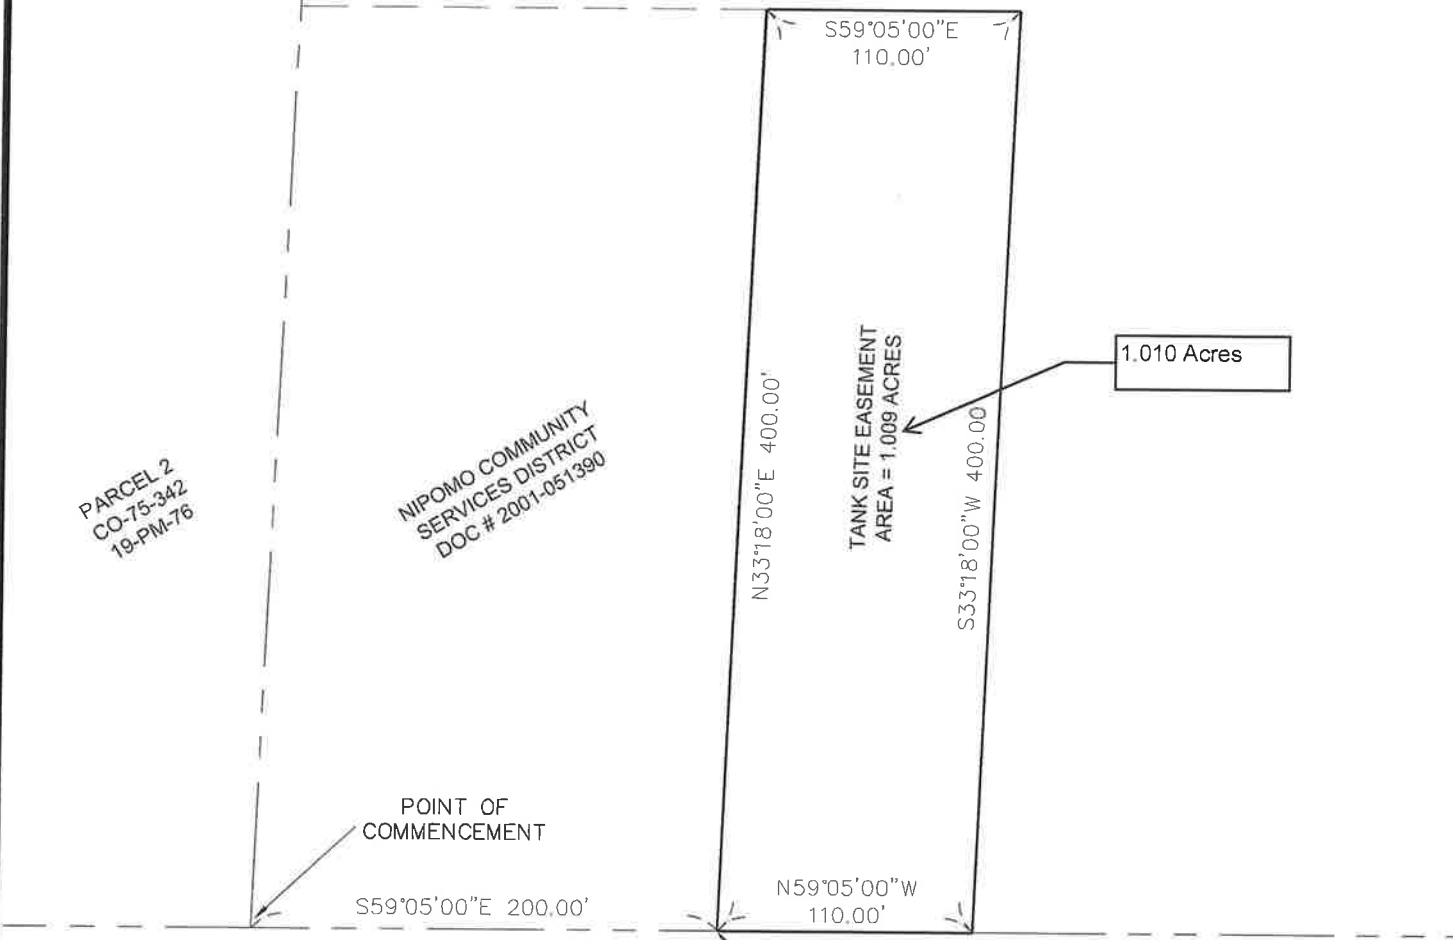 S59°05'00"E
110.00'
1.010 Acres
TANK SITE EASEMENT
AREA = 1.009 ACRES
N33°18'00"E 400.00'
S33°18'00"W 400.00
NIPOMO COMMUNITY
SERVICES DISTRICT
DOC # 2001-051390
PARCEL 2
CO-75-342
19-PM-76
POINT OF
COMMENCEMENT
S59°05'00"E 200.00'
N59°05'00"W
110.00'